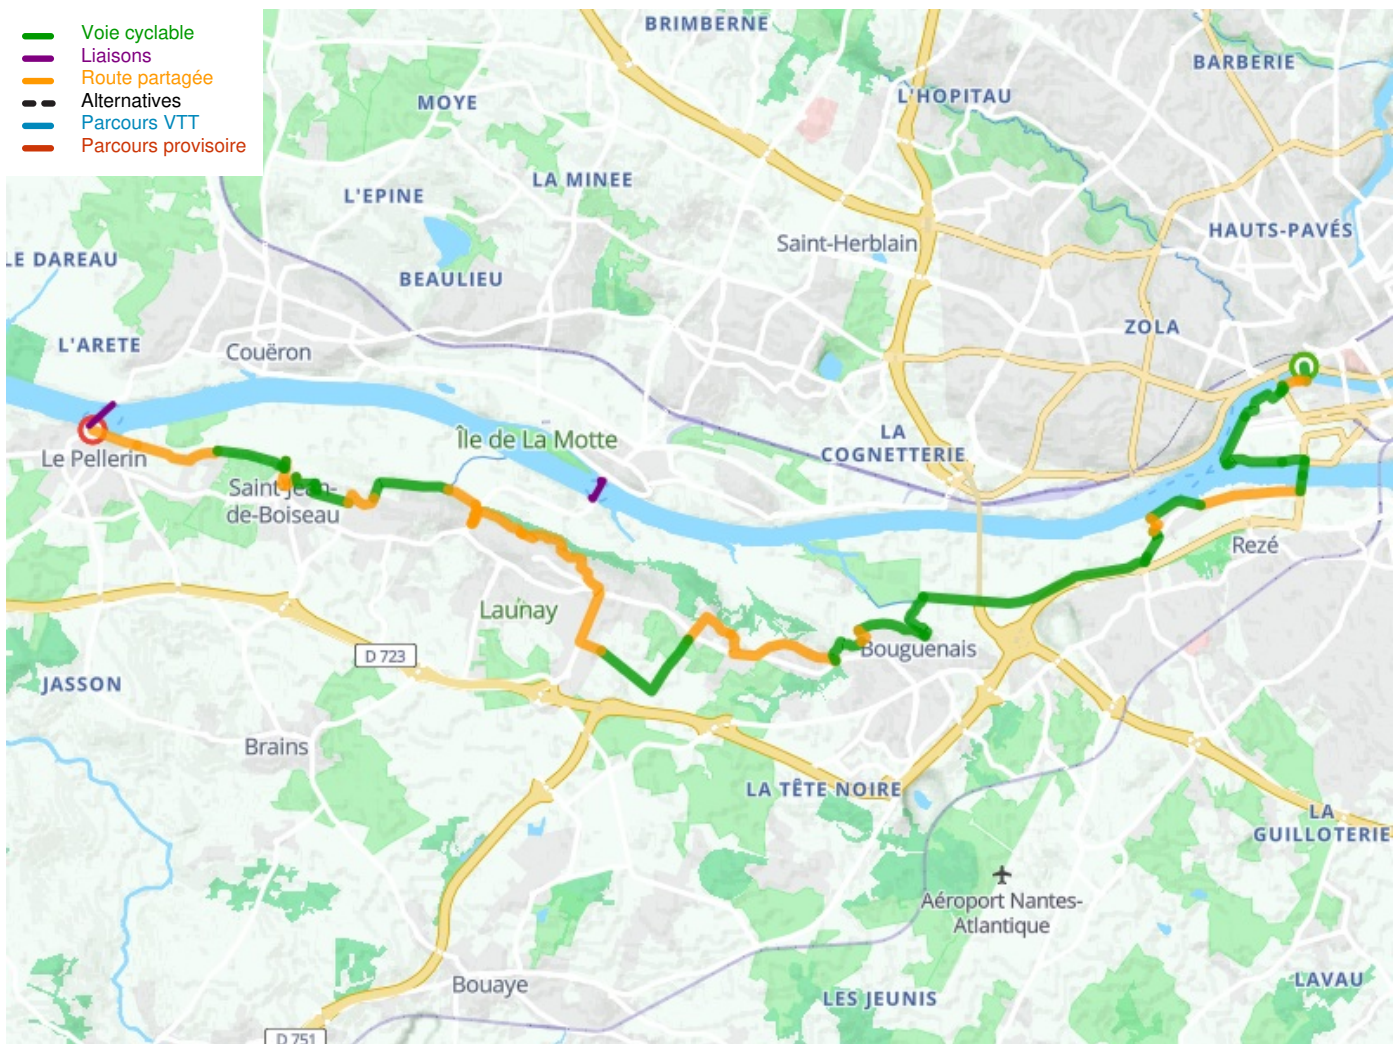 Voie cyclable
Liaisons
Route partagée
Alternatives
Parcours VTT
Parcours provisoire
BRIMBERNE
BARBERIE
MOYE
L'HOPITAU
LA MINEE
L'EPINE
HAUTS-PAVÉS
Saint-Herblain
LE DAREAU
BEAULIEU
ZOLA
L'ARETE
Couëron
Île de La Motte
LA
COGNETTERIE
Le Pellerin
Saint-Jean-
de-Boiseau
Rezé
Launay
Bouguenais
D 723
JASSON
Brains
LA TÊTE NOIRE
LA
GUILLOTERIE
Aéroport Nantes-
Atlantique
Bouaye
LES JEUNIS
LAVAU
D 751